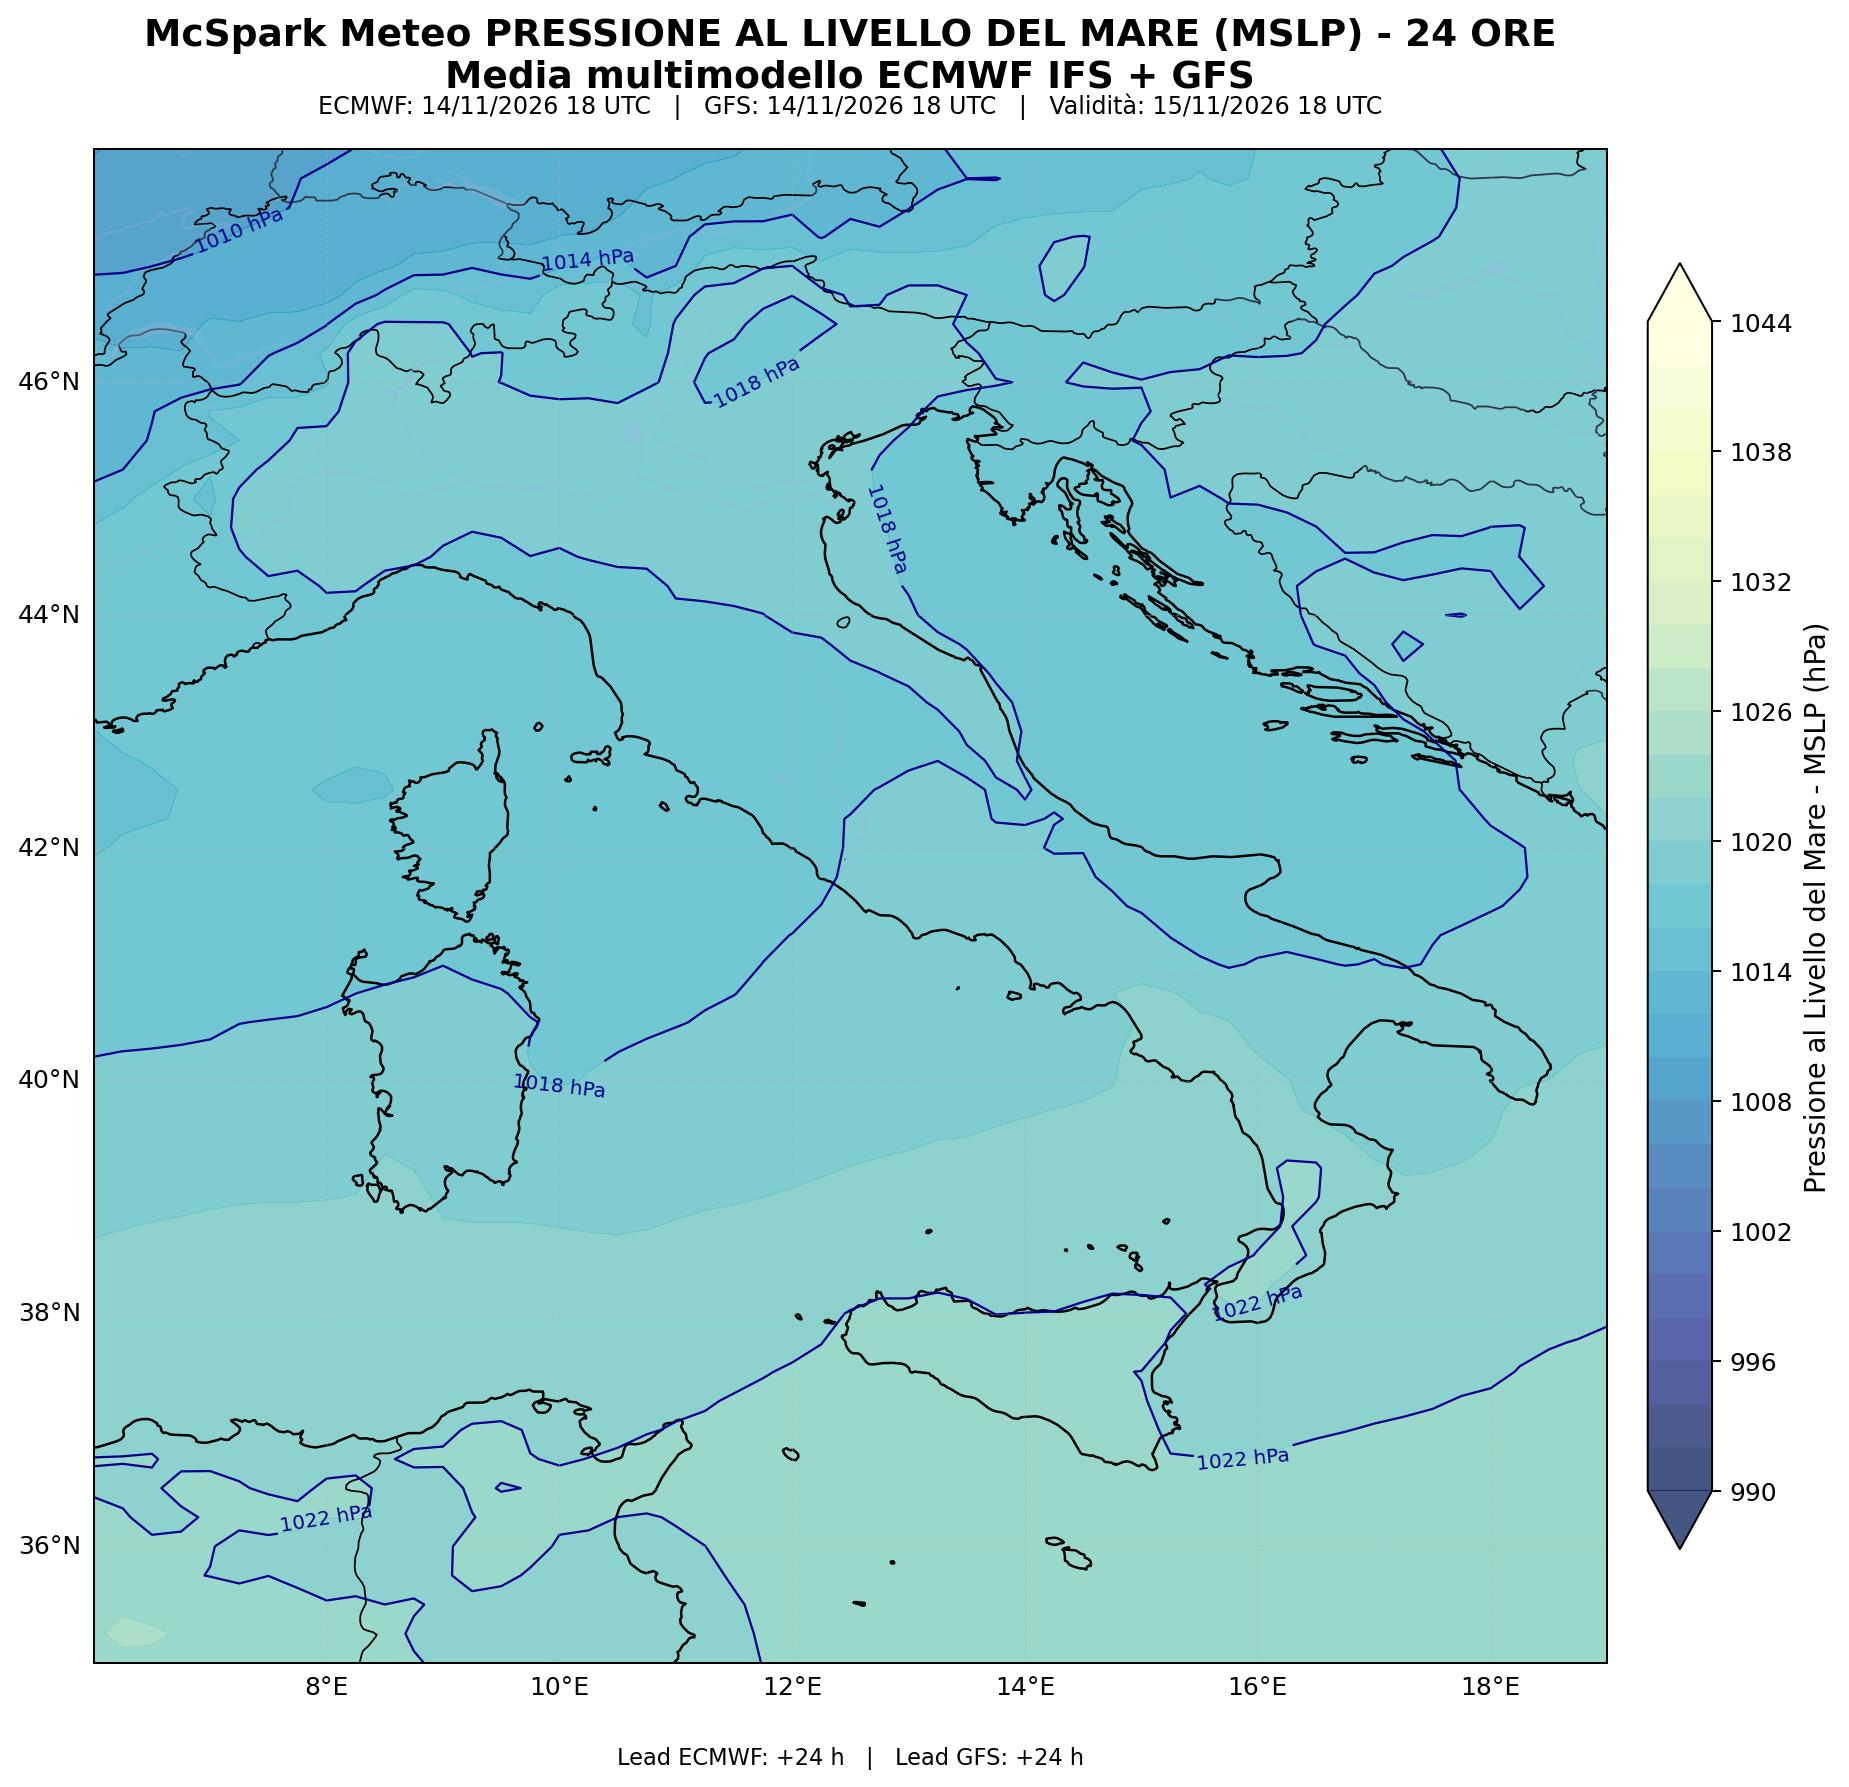 McSpark Meteo PRESSIONE AL LIVELLO DEL MARE (MSLP) - 24 ORE
Media multimodello ECMWF IFS + GFS
ECMWF: 14/11/2026 18 UTC | GFS: 14/11/2026 18 UTC | Validità: 15/11/2026 18 UTC
1010 hPa
1014 hPa
1018 hPa
1018 hPa
1018 hPa
1022 hPa
1022 hPa
1022 hPa
46°N
44°N
42°N
40°N
38°N
36°N
8°E 10°E 12°E 14°E 16°E 18°E
1044
1038
1032
1026
1020
1014
1008
1002
996
990
Pressione al Livello del Mare - MSLP (hPa)
Lead ECMWF: +24 h | Lead GFS: +24 h